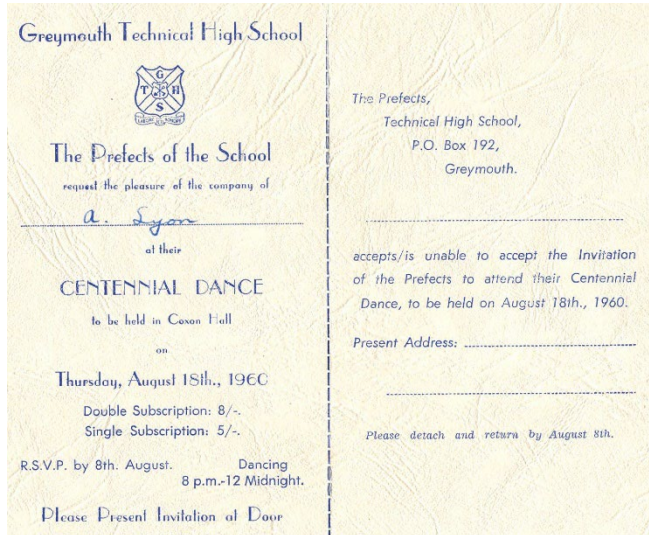 Greymouth Technical High School
G
T H
S
The Prefects of the School
request the pleasure of the company of
A. Lyon
at their
CENTENNIAL DANCE
to be held in Coxon Hall
on
Thursday, August 18th., 1960
Double Subscription: 8/-.
Single Subscription: 5/-.
R.S.V.P. by 8th. August. Dancing
8 p.m.-12 Midnight.
Please Present Invitation at Door
The Prefects,
Technical High School,
P.O. Box 192,
Greymouth.
accepts/is unable to accept the Invitation
of the Prefects to attend their Centennial
Dance, to be held on August 18th., 1960.
Present Address:
Please detach and return by August 8th.